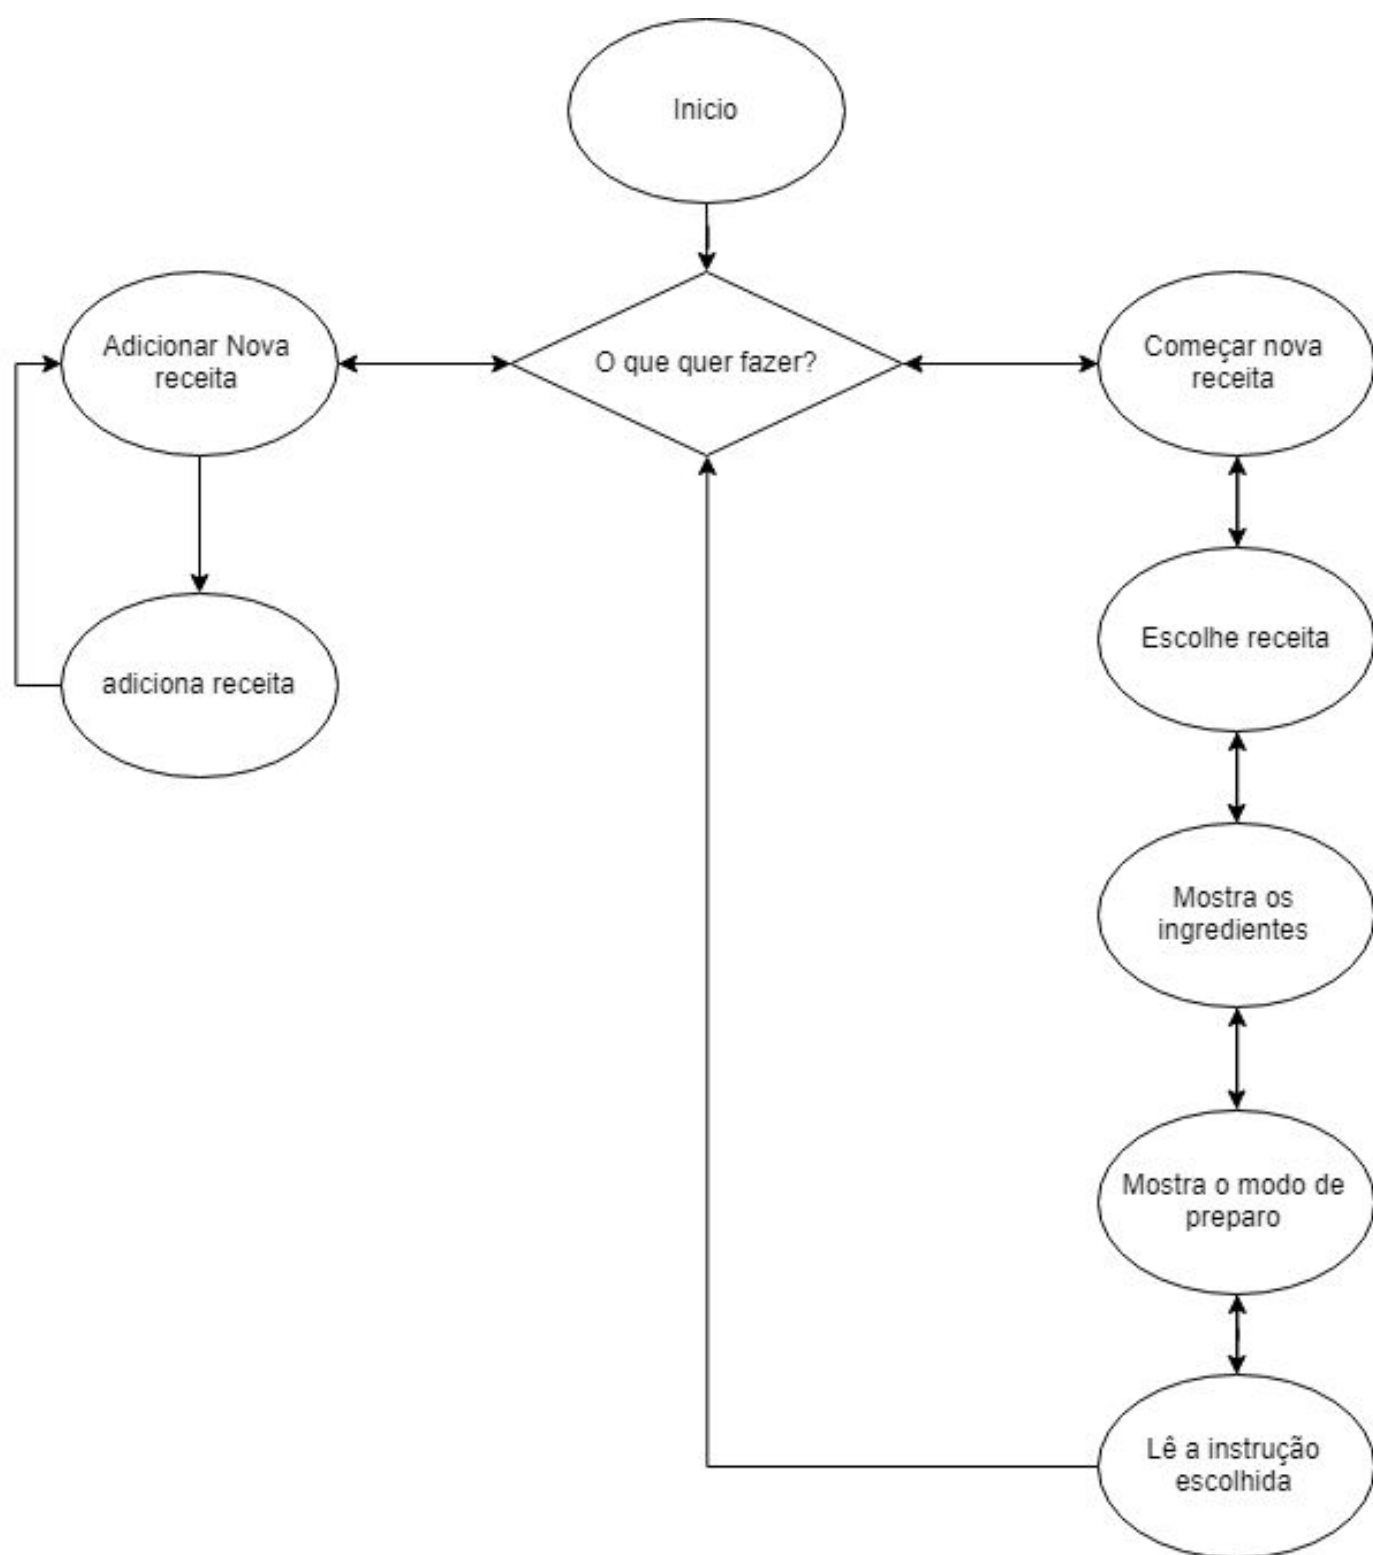 Inicio
Adicionar Nova
receita
O que quer fazer?
Começar nova
receita
Escolhe receita
adiciona receita
Mostra os
ingredientes
Mostra o modo de
preparo
Lê a instrução
escolhida